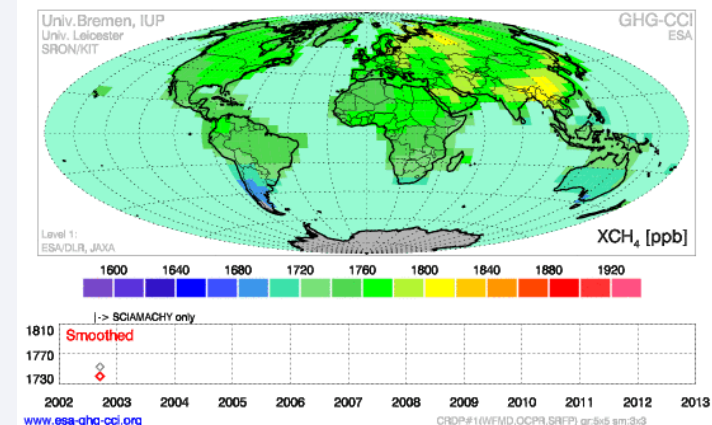 Univ.Bremen, IUP
Univ. Leicester
SRON/KIT
GHG-CCI
ESA
Level 1:
ESA/DLR, JAXA
XCH4 [ppb]
1600 1640 1680 1720 1760 1800 1840 1880 1920
|-> SCIAMACHY only
1810
Smoothed
1770
1730
2002 2003 2004 2005 2006 2007 2008 2009 2010 2011 2012 2013
www.esa-ghg-cci.org
CRDP#1(WFMD,OCPR,SRFP) gr:5x5 sm:3x3